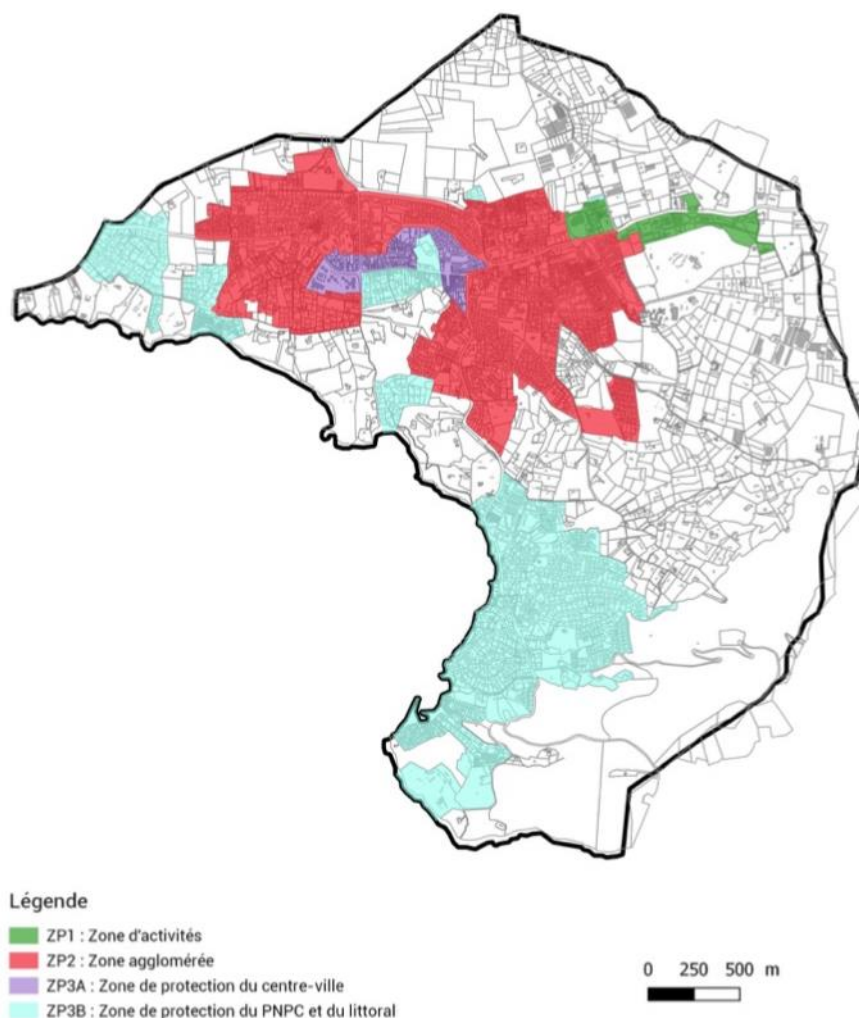 Légende
ZP1 : Zone d'activités
ZP2 : Zone agglomérée
ZP3A : Zone de protection du centre-ville
ZP3B : Zone de protection du PNPC et du littoral
0 250 500 m